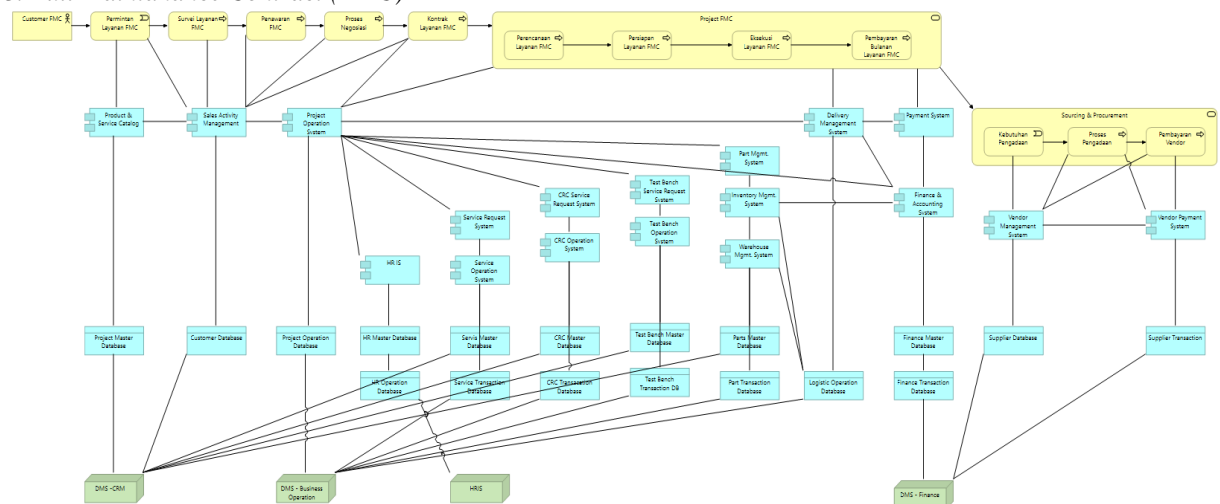 Customer FMC
Permintan
Layanan FMC
Survei Layanan
FMC
Penawaran
FMC
Proses
Negosiasi
Kontrak
Layanan FMC
Project FMC
Perencanaan
Layanan FMC
Persiapan
Layanan FMC
Eksekusi
Layanan FMC
Pembayaran
Bulanan
Layanan FMC
Product &
Service Catalog
Sales Activity
Management
Project
Operation
System
Delivery
Management
System
Payment System
Sourcing & Procurement
Kebutuhan
Pengadaan
Proses
Pengadaan
Pembayaran
Vendor
Part Mgmt.
System
CRC Service
Request System
Test Bench
Service Request
System
Inventory Mgmt.
System
Finance &
Accounting
System
Service Request
System
CRC Operation
System
Test Bench
Operation
System
Vendor
Management
System
Vendor Payment
System
HR IS
Service
Operation
System
Warehouse
Mgmt. System
Project Master
Database
Customer Database
Project Operation
Database
HR Master Database
Servis Master
Database
CRC Master
Database
Test Bench Master
Database
Parts Master
Database
Finance Master
Database
Supplier Database
Supplier Transaction
HR Operation
Database
Service Transaction
Database
CRC Transacation
Database
Test Bench
Transaction DB
Part Transaction
Database
Logistic Operation
Database
Finance Transaction
Database
DMS -CRM
DMS - Business
Operation
HRIS
DMS - Finance